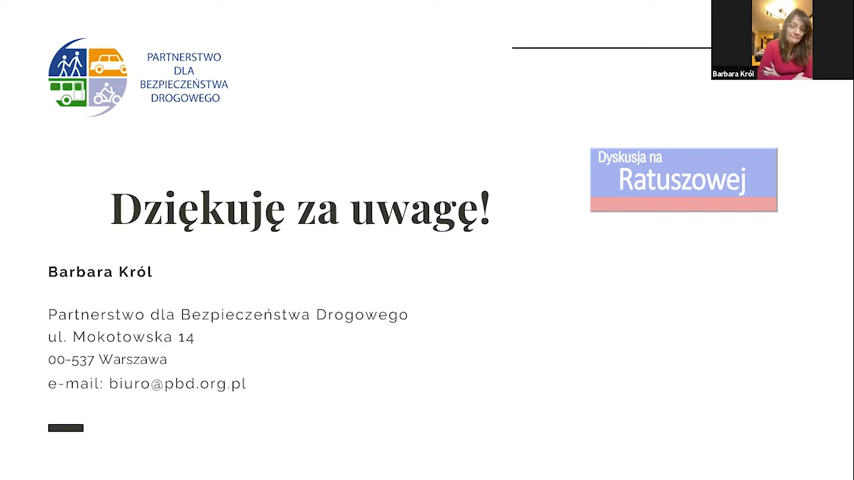 PARTNERSTWO
DLA
BEZPIECZEŃSTWA
DROGOWEGO
Barbara Król
Dyskusja na
Ratuszowej
Dziękuję za uwagę!
Barbara Król
Partnerstwo dla Bezpieczeństwa Drogowego
ul. Mokotowska 14
00-537 Warszawa
e-mail: biuro@pbd.org.pl